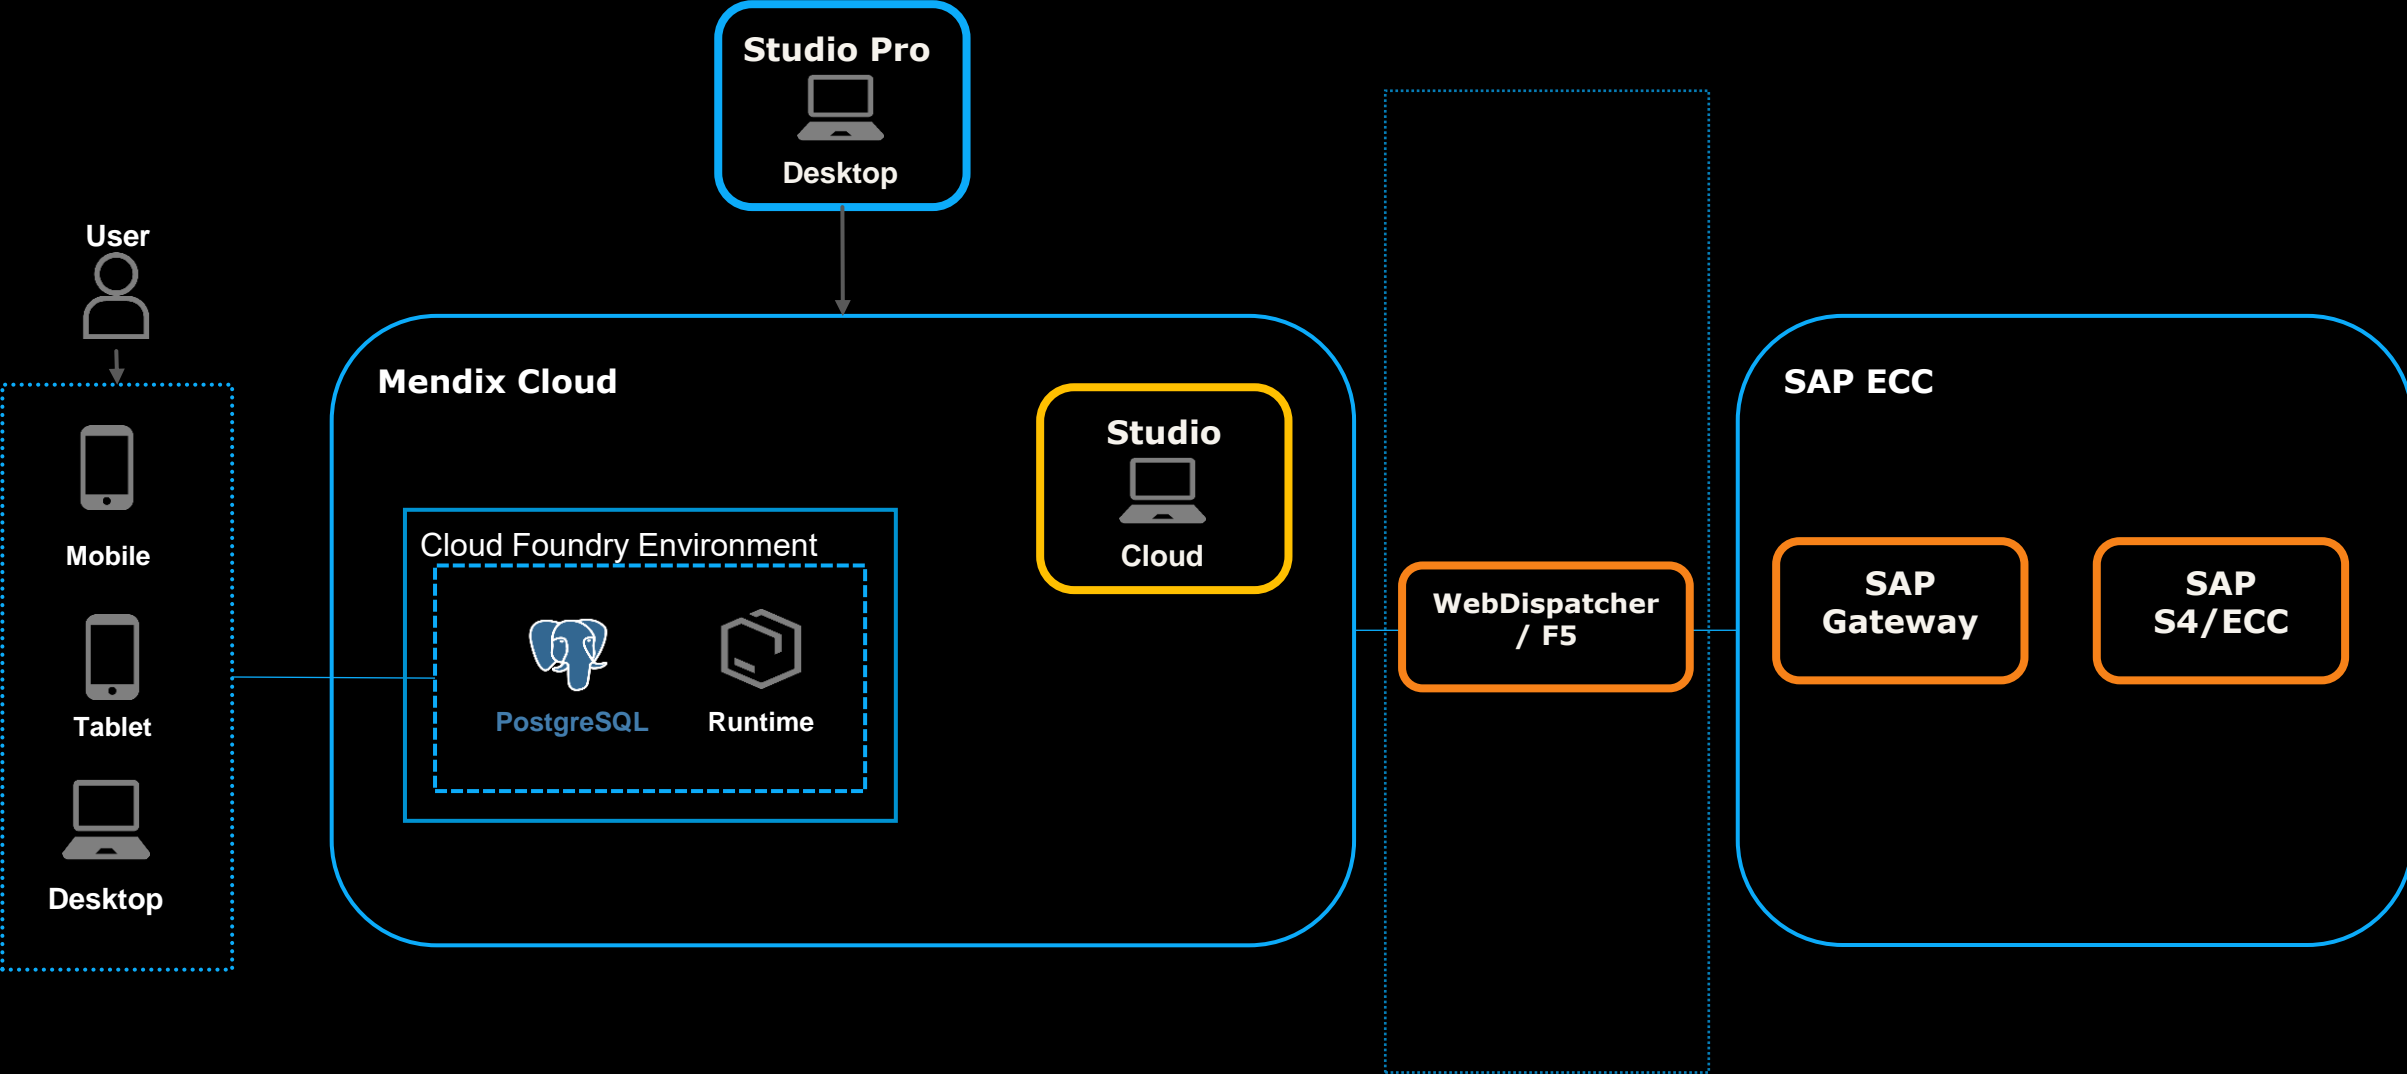 Studio Pro
Desktop
User
Mobile
Tablet
Desktop
Mendix Cloud
Studio
Cloud
Cloud Foundry Environment
PostgreSQL
Runtime
WebDispatcher
/ F5
SAP ECC
SAP
Gateway
SAP
S4/ECC